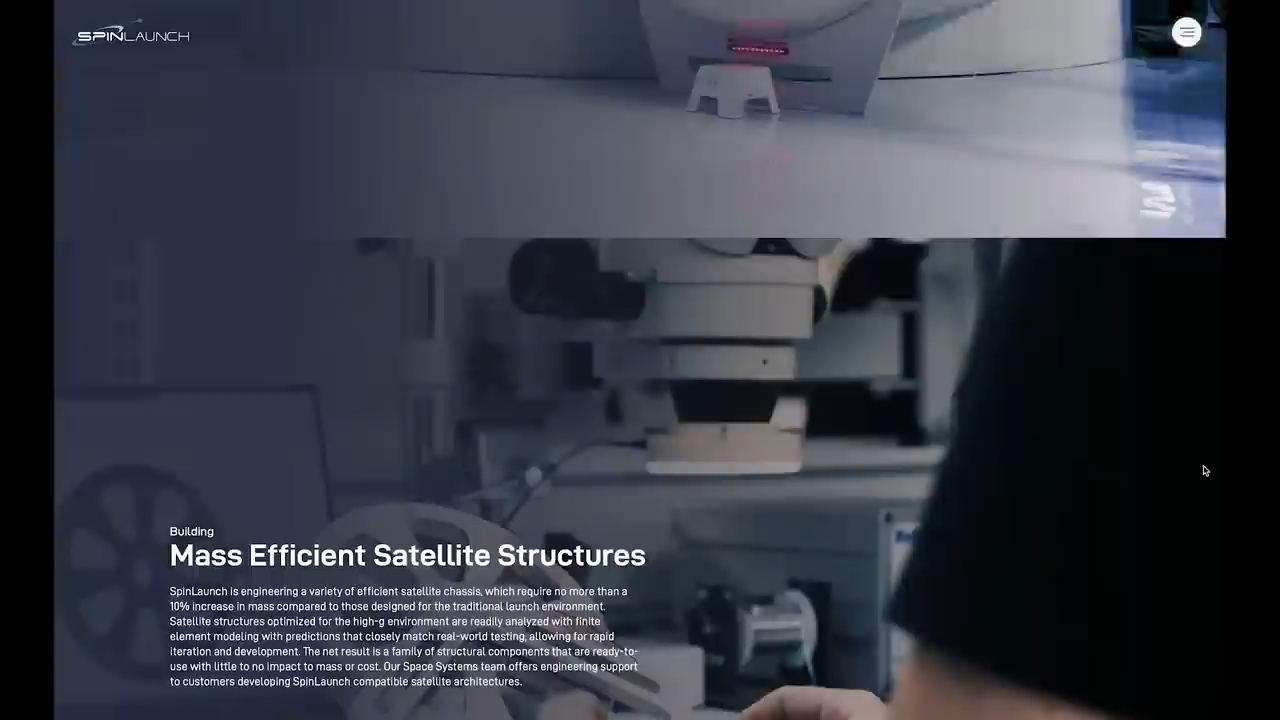 SPINLAUNCH
Building
Mass Efficient Satellite Structures
SpinLaunch is engineering a variety of efficient satellite chassis, which require no more than a
10% increase in mass compared to those designed for the traditional launch environment.
Satellite structures optimized for the high-g environment are readily analyzed with finite
element modeling with predictions that closely match real-world testing, allowing for rapid
iteration and development. The net result is a family of structural components that are ready-to-
use with little to no impact to mass or cost. Our Space Systems team offers engineering support
to customers developing SpinLaunch compatible satellite architectures.